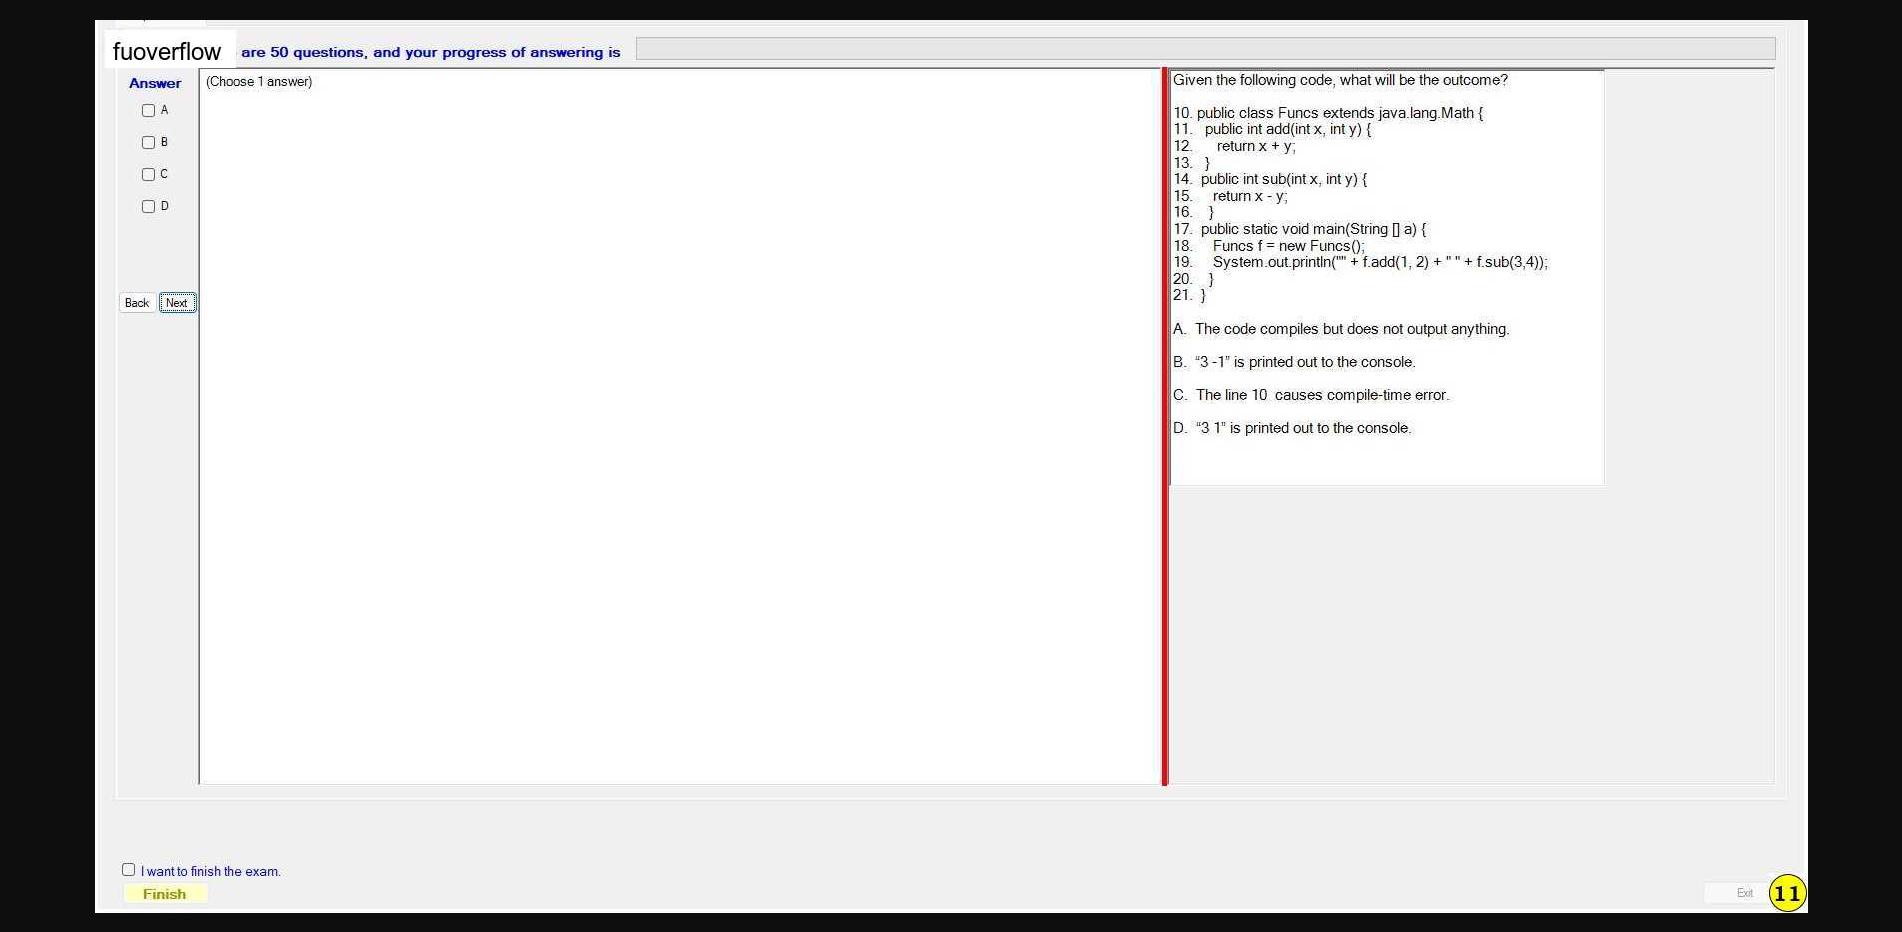 fuoverflow are 50 questions, and your progress of answering is
Answer
(Choose 1 answer)
A
B
C
D
Back Next
Given the following code, what will be the outcome?
10. public class Funcs extends java.lang.Math {
11. public int add(int x, int y) {
12. return x + y;
13. }
14. public int sub(int x, int y) {
15. return x - y;
16. }
17. public static void main(String [] a) {
18. Funcs f = new Funcs();
19. System.out.println("" + f.add(1, 2) + " " + f.sub(3,4));
20. }
21. }
A. The code compiles but does not output anything.
B. “3 -1” is printed out to the console.
C. The line 10 causes compile-time error.
D. “3 1” is printed out to the console.
I want to finish the exam.
Finish
Exit
11